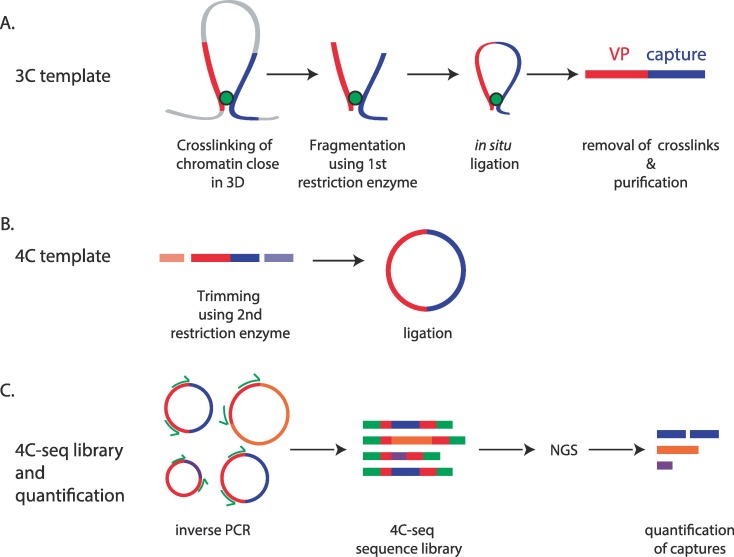 A.
3C template
VP capture
Crosslinking of
chromatin close
in 3D
Fragmentation
using 1st
restriction enzyme
in situ
ligation
removal of crosslinks
&
purification
B.
4C template
Trimming
using 2nd
restriction enzyme
ligation
C.
4C-seq library
and
quantification
inverse PCR
4C-seq
sequence library
NGS
quantification
of captures